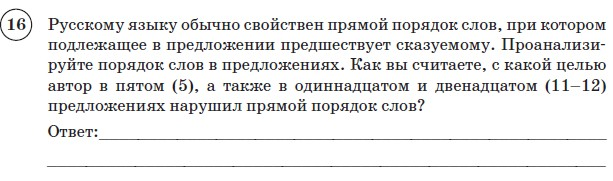 16 Русскому языку обычно свойствен прямой порядок слов, при котором
подлежащее в предложении предшествует сказуемому. Проанализи-
руйте порядок слов в предложениях. Как вы считаете, с какой целью
автор в пятом (5), а также в одиннадцатом и двенадцатом (11–12)
предложениях нарушил прямой порядок слов?
Ответ: